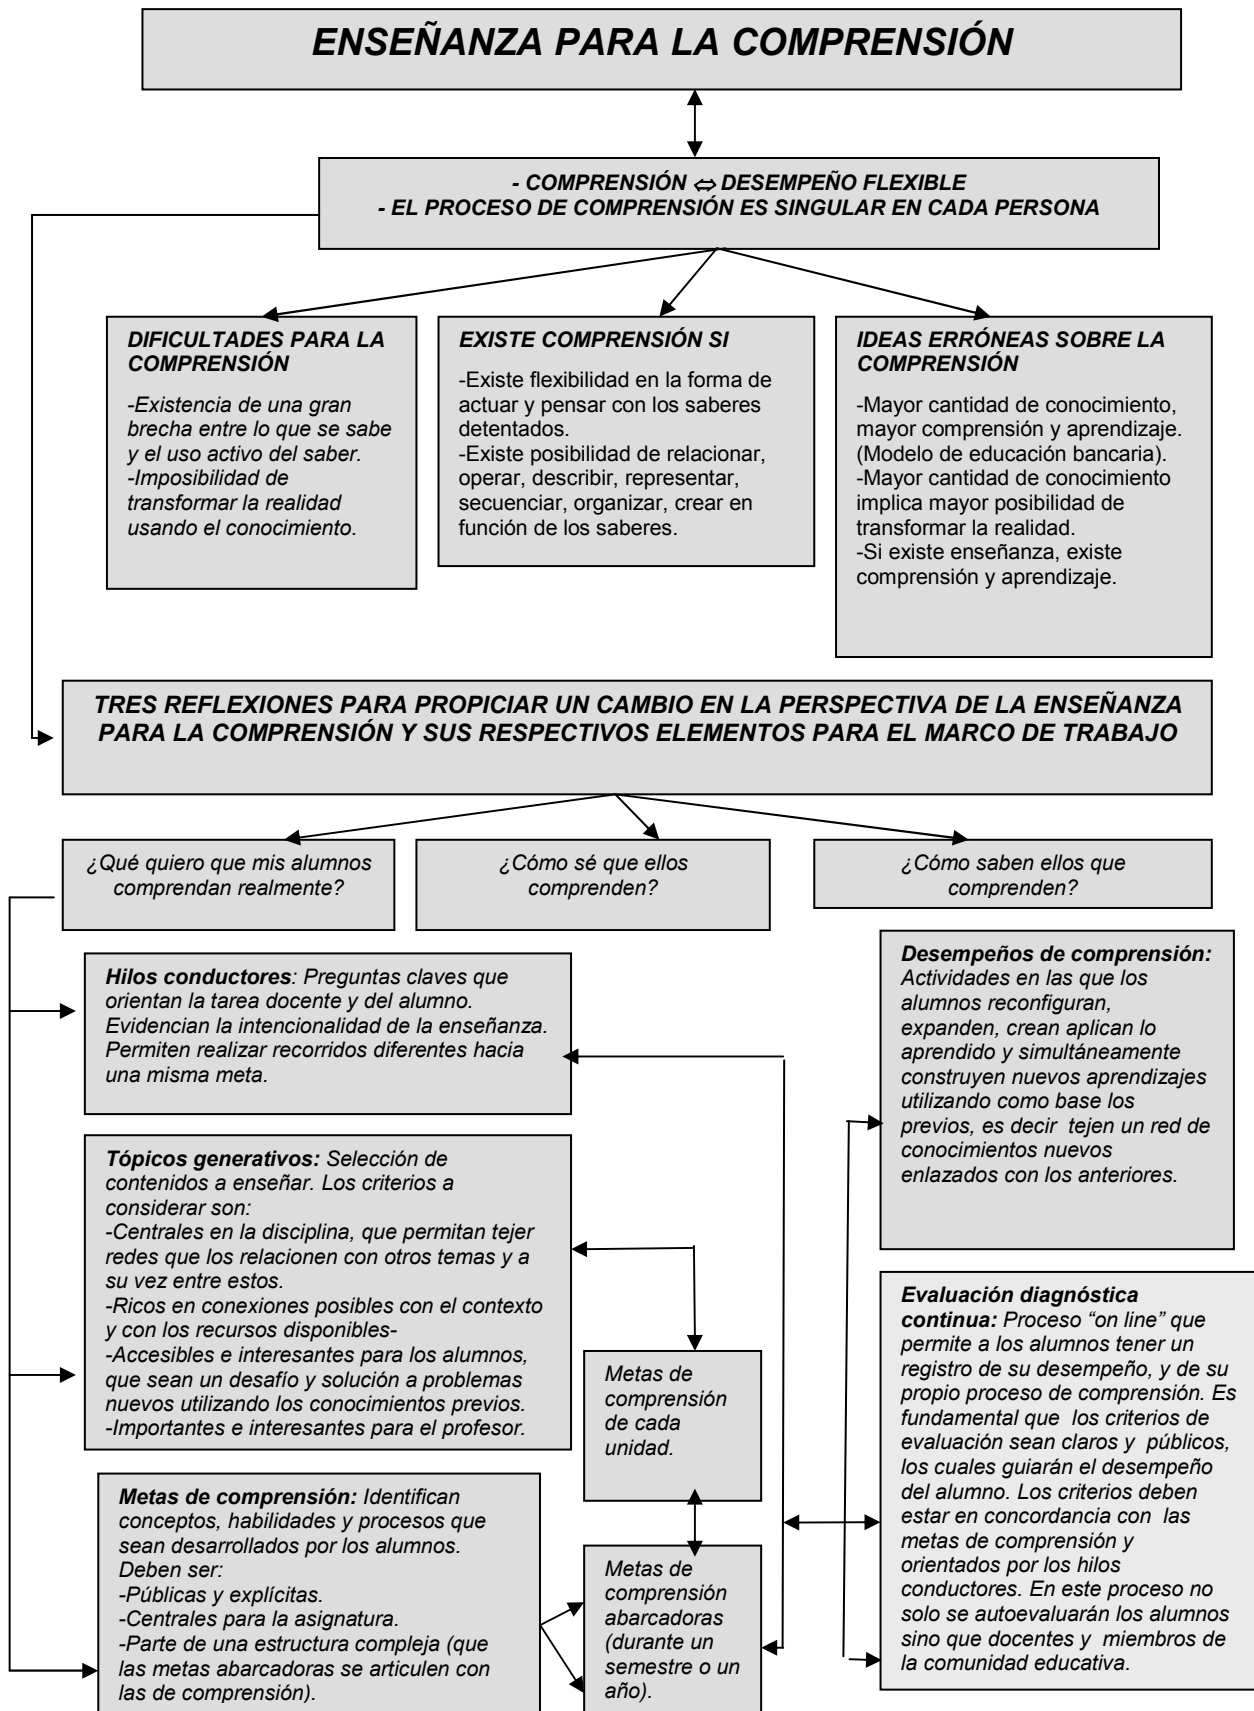 ENSEÑANZA PARA LA COMPRENSIÓN
- COMPRENSIÓN ⇔ DESEMPEÑO FLEXIBLE
- EL PROCESO DE COMPRENSIÓN ES SINGULAR EN CADA PERSONA
DIFICULTADES PARA LA
COMPRENSIÓN
-Existencia de una gran
brecha entre lo que se sabe
y el uso activo del saber.
-Imposibilidad de
transformar la realidad
usando el conocimiento.
EXISTE COMPRENSIÓN SI
-Existe flexibilidad en la forma de
actuar y pensar con los saberes
detentados.
-Existe posibilidad de relacionar,
operar, describir, representar,
secuenciar, organizar, crear en
función de los saberes.
IDEAS ERRÓNEAS SOBRE LA
COMPRENSIÓN
-Mayor cantidad de conocimiento,
mayor comprensión y aprendizaje.
(Modelo de educación bancaria).
-Mayor cantidad de conocimiento
implica mayor posibilidad de
transformar la realidad.
-Si existe enseñanza, existe
comprensión y aprendizaje.
TRES REFLEXIONES PARA PROPICIAR UN CAMBIO EN LA PERSPECTIVA DE LA ENSEÑANZA
PARA LA COMPRENSIÓN Y SUS RESPECTIVOS ELEMENTOS PARA EL MARCO DE TRABAJO
¿Qué quiero que mis alumnos
comprendan realmente?
¿Cómo sé que ellos
comprenden?
¿Cómo saben ellos que
comprenden?
Hilos conductores: Preguntas claves que
orientan la tarea docente y del alumno.
Evidencian la intencionalidad de la enseñanza.
Permiten realizar recorridos diferentes hacia
una misma meta.
Tópicos generativos: Selección de
contenidos a enseñar. Los criterios a
considerar son:
-Centrales en la disciplina, que permitan tejer
redes que los relacionen con otros temas y a
su vez entre estos.
-Ricos en conexiones posibles con el contexto
y con los recursos disponibles-
-Accesibles e interesantes para los alumnos,
que sean un desafío y solución a problemas
nuevos utilizando los conocimientos previos.
-Importantes e interesantes para el profesor.
Metas de comprensión: Identifican
conceptos, habilidades y procesos que
sean desarrollados por los alumnos.
Deben ser:
-Públicas y explícitas.
-Centrales para la asignatura.
-Parte de una estructura compleja (que
las metas abarcadoras se articulen con
las de comprensión).
Metas de
comprensión
de cada
unidad.
Metas de
comprensión
abarcadoras
(durante un
semestre o un
año).
Desempeños de comprensión:
Actividades en las que los
alumnos reconfiguran,
expanden, crean aplican lo
aprendido y simultáneamente
construyen nuevos aprendizajes
utilizando como base los
previos, es decir tejen un red de
conocimientos nuevos
enlazados con los anteriores.
Evaluación diagnóstica
continua: Proceso “on line” que
permite a los alumnos tener un
registro de su desempeño, y de su
propio proceso de comprensión. Es
fundamental que los criterios de
evaluación sean claros y públicos,
los cuales guiarán el desempeño
del alumno. Los criterios deben
estar en concordancia con las
metas de comprensión y
orientados por los hilos
conductores. En este proceso no
solo se autoevaluarán los alumnos
sino que docentes y miembros de
la comunidad educativa.